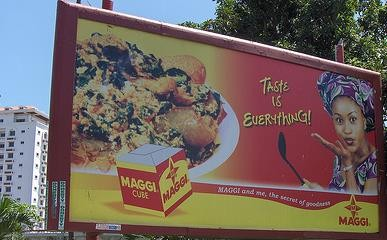 TASTE
IS
EVERYTHING!
MAGGI
CUBE
MAGGI
MAGGI and me, the secret of goodness
MAGGI